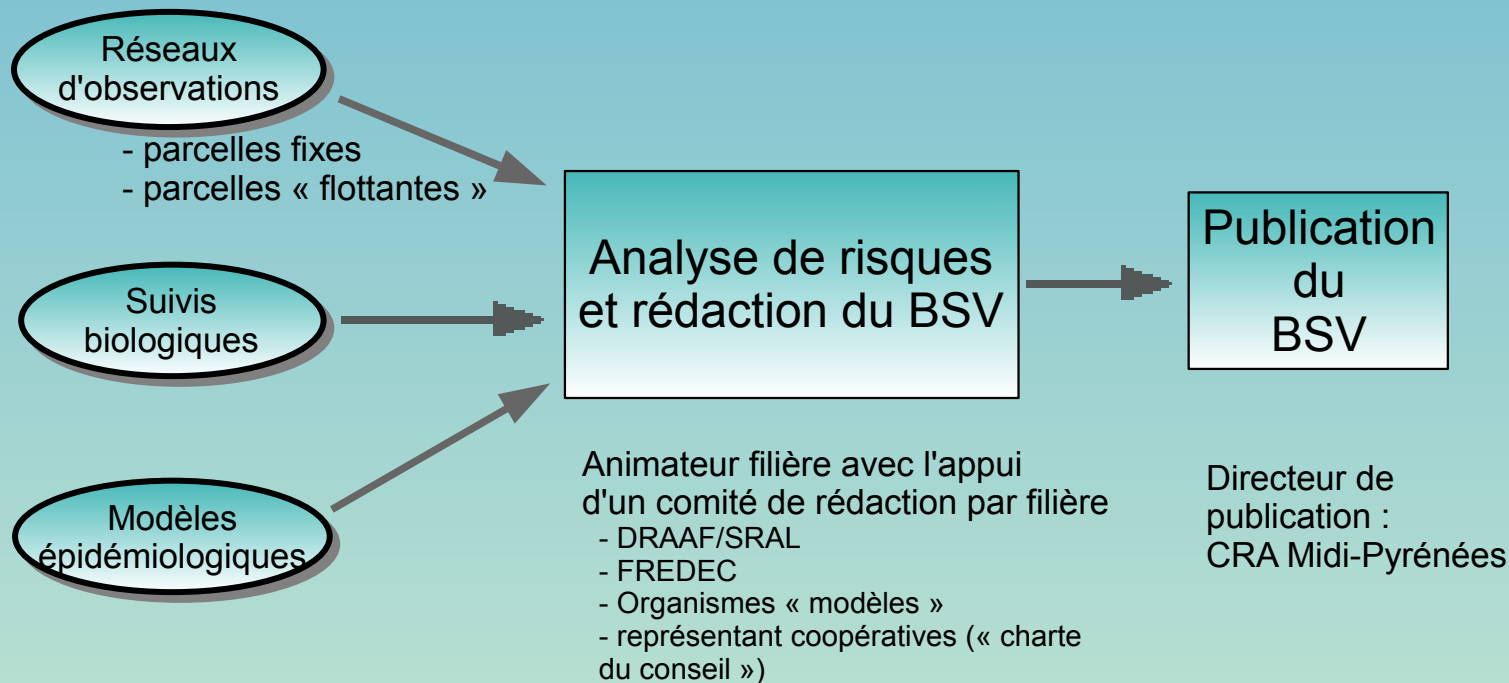 Réseaux
d'observations
- parcelles fixes
- parcelles « flottantes »
Suivis
biologiques
Modèles
épidémiologiques
Analyse de risques
et rédaction du BSV
Animateur filière avec l'appui
d'un comité de rédaction par filière
- DRAAF/SRAL
- FREDEC
- Organismes « modèles »
- représentant coopératives (« charte
du conseil »)
Publication
du
BSV
Directeur de
publication :
CRA Midi-Pyrénées